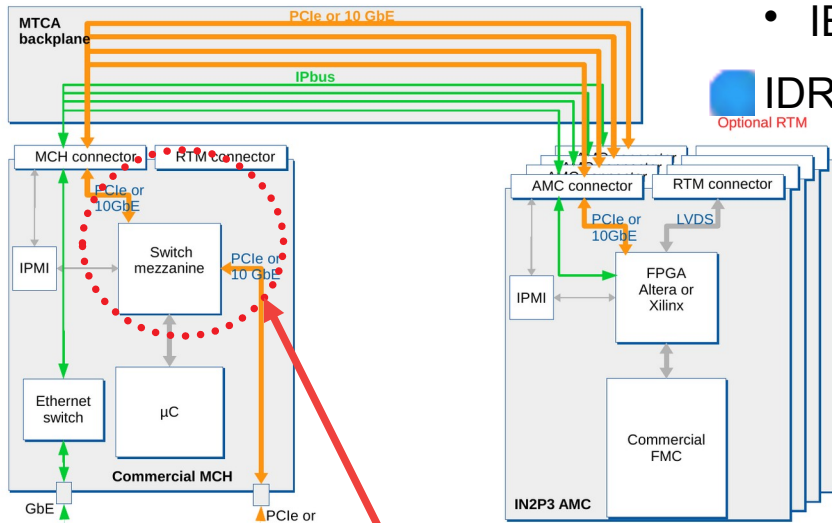 MTCA
backplane
PCIe or 10 GbE
IPbus
IDR
Optional RTM
MCH connector
RTM connector
PCIe or
10GbE
IPMI
Switch
mezzanine
PCIe or
10 GbE
Ethernet
switch
µC
Commercial MCH
GbE
PCIe or
AMC connector
RTM connector
PCIe or
10GbE
LVDS
IPMI
FPGA
Altera or
Xilinx
Commercial
FMC
IN2P3 AMC